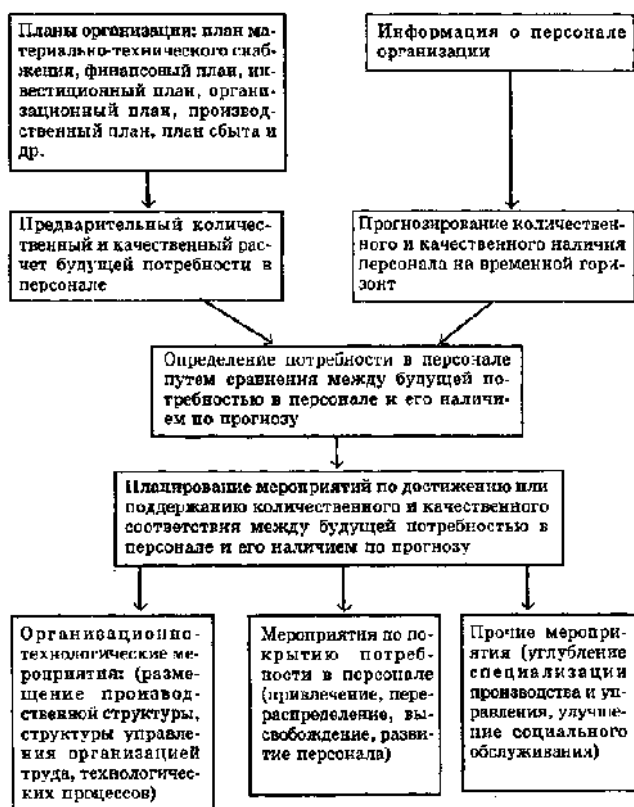 Планы организации: план ма-
териально-технического снаб-
жения, финансовый план, ин-
вестиционный план, органи-
зационный план, производ-
ственный план, план сбыта и
др.
Информация о персонале
организации
Предварительный количес-
твенный и качественный рас-
чет будущей потребности в
персонале
Прогнозирование количествен-
ного и качественного наличия
персонала на временной гори-
зонт
Определение потребности в персонале
путем сравнения между будущей по-
требностью в персонале и его наличи-
ем по прогнозу
Планирование мероприятий по достижению или
поддержанию количественного и качественного
соответствия между будущей потребностью в
персонале и его наличием по прогнозу
Организационно-
технологические ме-
роприятия: (разме-
щение производ-
ственной структуры,
структуры управле-
ния организацией
труда, технологичес-
ких процессов)
Мероприятия по по-
крытию потреб-
ности в персонале
(привлечение, пере-
распределение, вы-
свобождение, разви-
тие персонала)
Прочие меропри-
ятия (углубление
специализации
производства и уп-
равления, улучше-
ние социального
обслуживания)